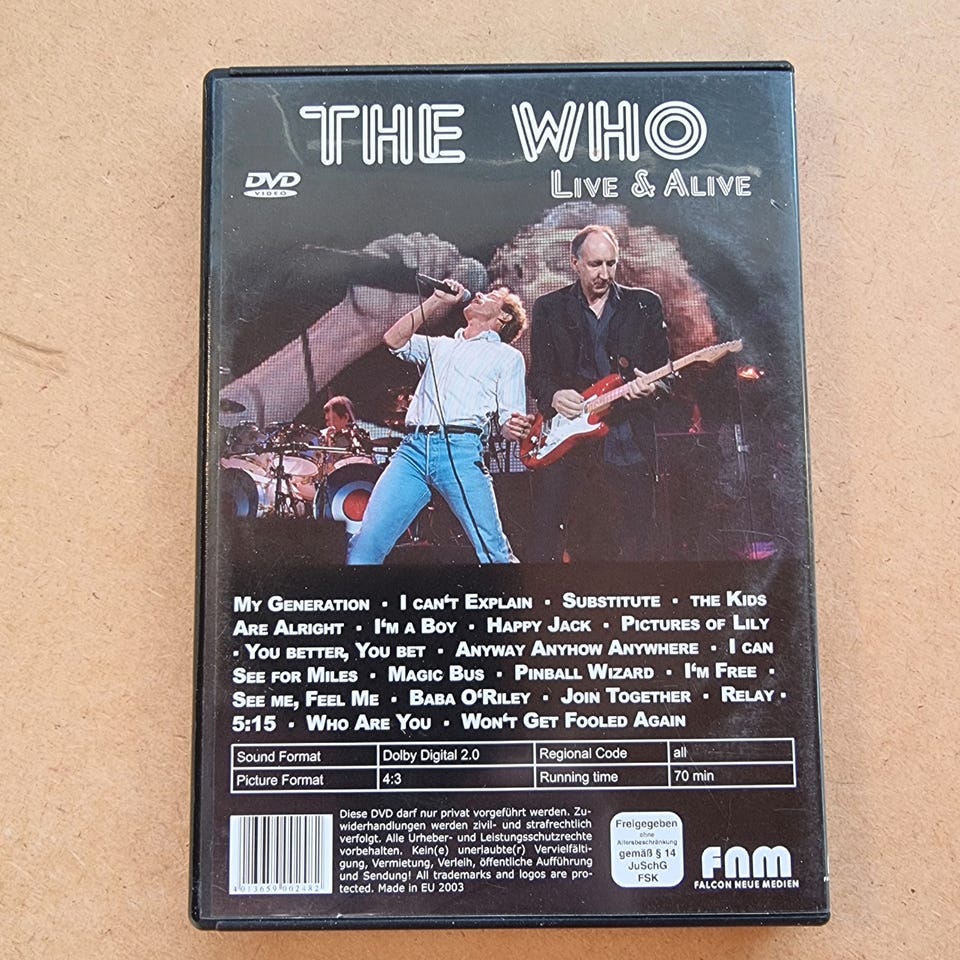 THE WHO
LIVE & ALIVE
DVD
VIDEO
MY GENERATION · I CAN‘T EXPLAIN · SUBSTITUTE · THE KIDS
ARE ALRIGHT · I‘M A BOY · HAPPY JACK · PICTURES OF LILY
· YOU BETTER, YOU BET · ANYWAY ANYHOW ANYWHERE · I CAN
SEE FOR MILES · MAGIC BUS · PINBALL WIZARD · I‘M FREE ·
SEE ME, FEEL ME · BABA O‘RILEY · JOIN TOGETHER · RELAY ·
5:15 · WHO ARE YOU · WON‘T GET FOOLED AGAIN
Sound Format Dolby Digital 2.0 Regional Code all
Picture Format 4:3 Running time 70 min
Diese DVD darf nur privat vorgeführt werden. Zu-
widerhandlungen werden zivil- und strafrechtlich
verfolgt. Alle Urheber- und Leistungsschutzrechte
vorbehalten. Kein(e) unerlaubte(r) Vervielfälti-
gung, Vermietung, Verleih, öffentliche Aufführung
und Sendung! All trademarks and logos are pro-
tected. Made in EU 2003
4013659002482
Freigegeben
ohne
Altersbeschränkung
gemäß § 14
JuSchG
FSK
FNM
FALCON NEUE MEDIEN